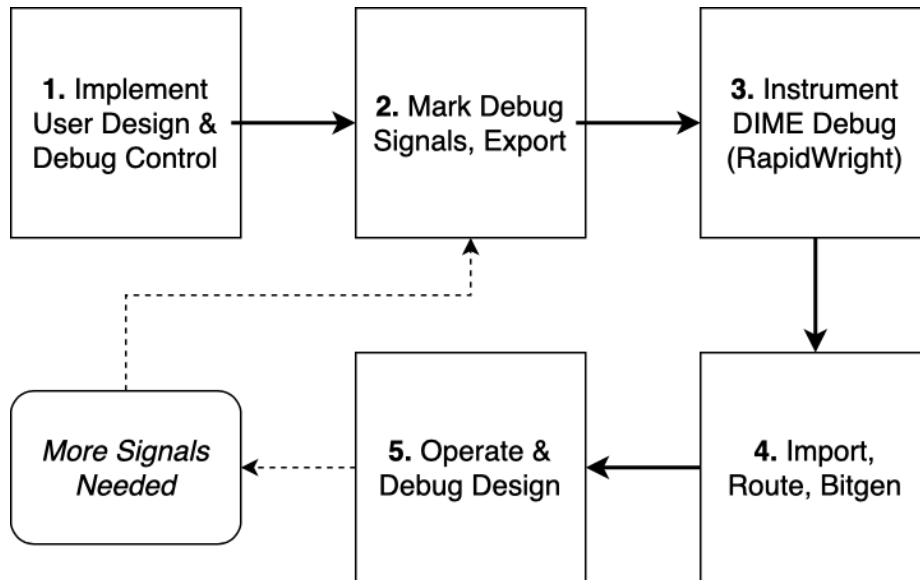 1. Implement
User Design &
Debug Control
2. Mark Debug
Signals, Export
3. Instrument
DIME Debug
(RapidWright)
More Signals
Needed
5. Operate &
Debug Design
4. Import,
Route, Bitgen